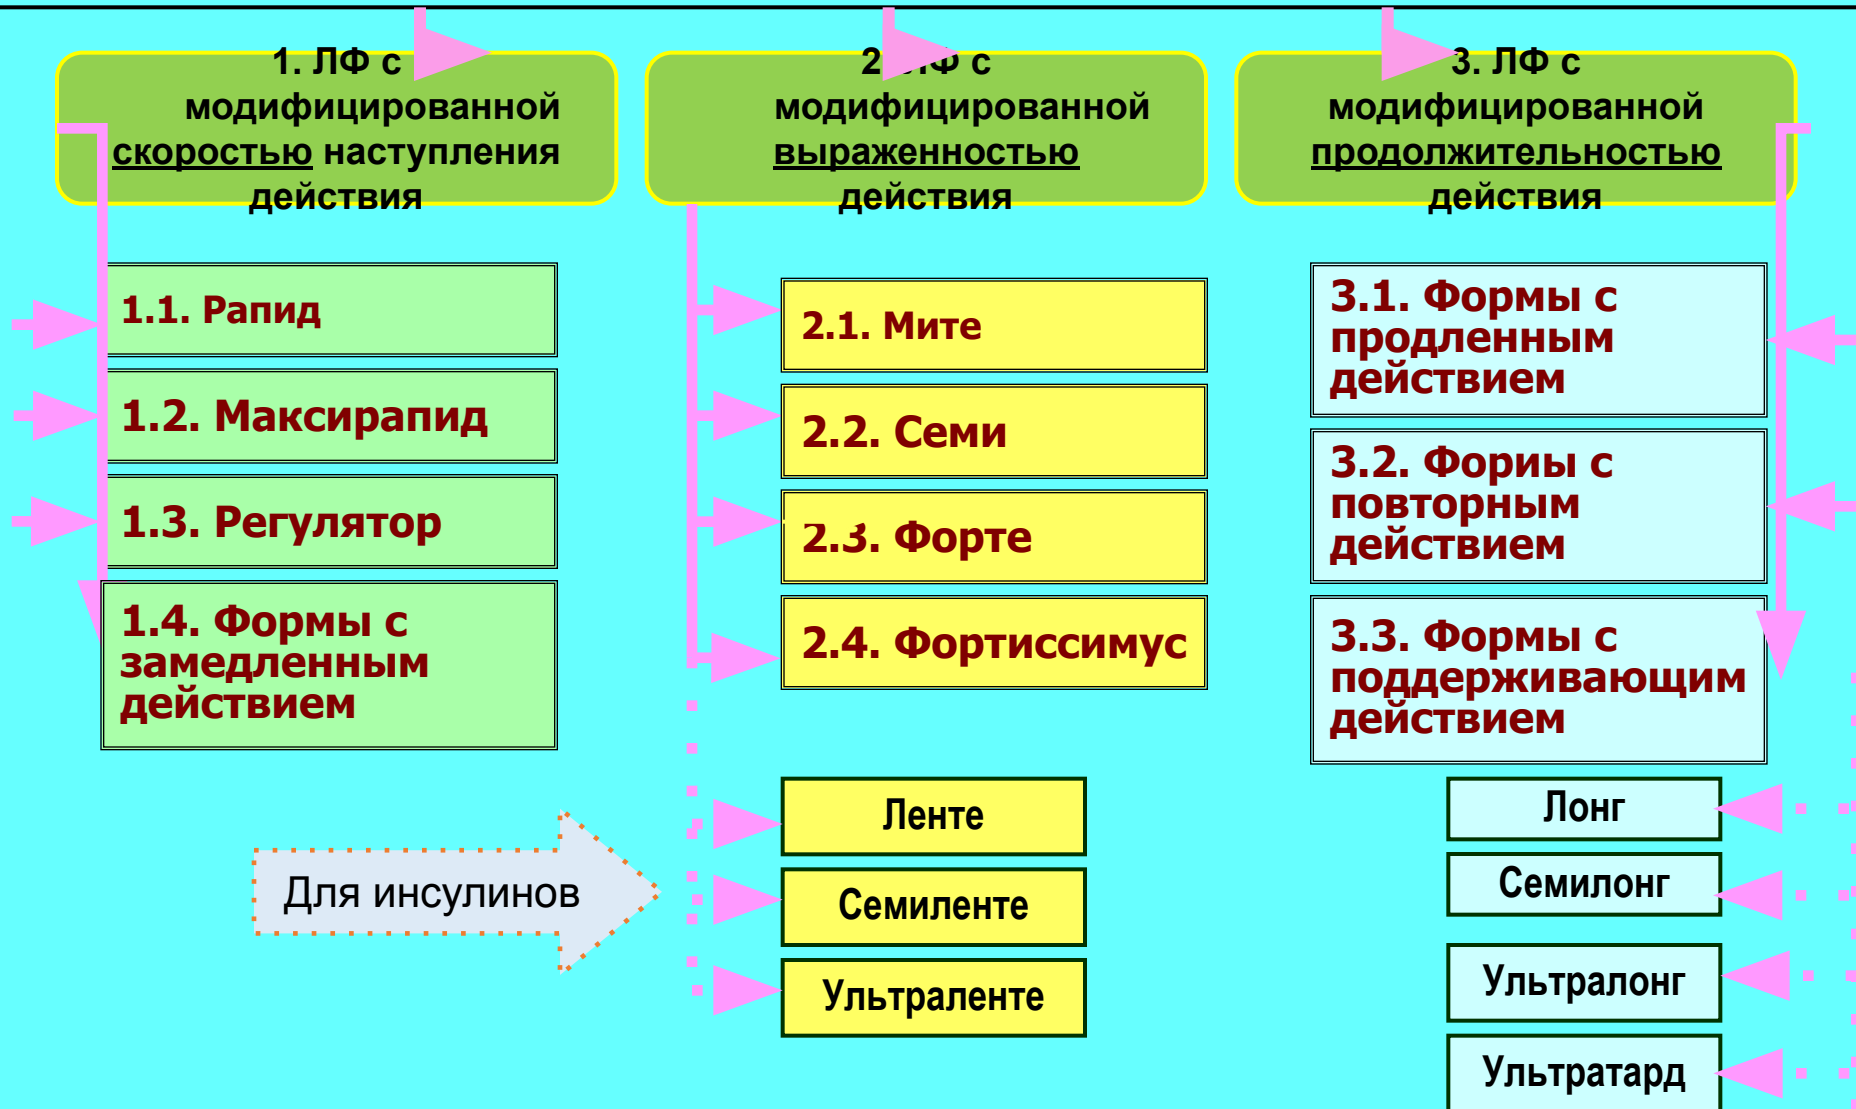 1. ЛФ с
модифицированной
скоростью наступления
действия
2. ЛФ с
модифицированной
выраженностью
действия
3. ЛФ с
модифицированной
продолжительностью
действия
1.1. Рапид
1.2. Максирапид
1.3. Регулятор
1.4. Формы с
замедленным
действием
2.1. Мите
2.2. Семи
2.3. Форте
2.4. Фортиссимус
3.1. Формы с
продленным
действием
3.2. Фориы с
повторным
действием
3.3. Формы с
поддерживающим
действием
Для инсулинов
Ленте
Семиленте
Ультраленте
Лонг
Семилонг
Ультралонг
Ультратард